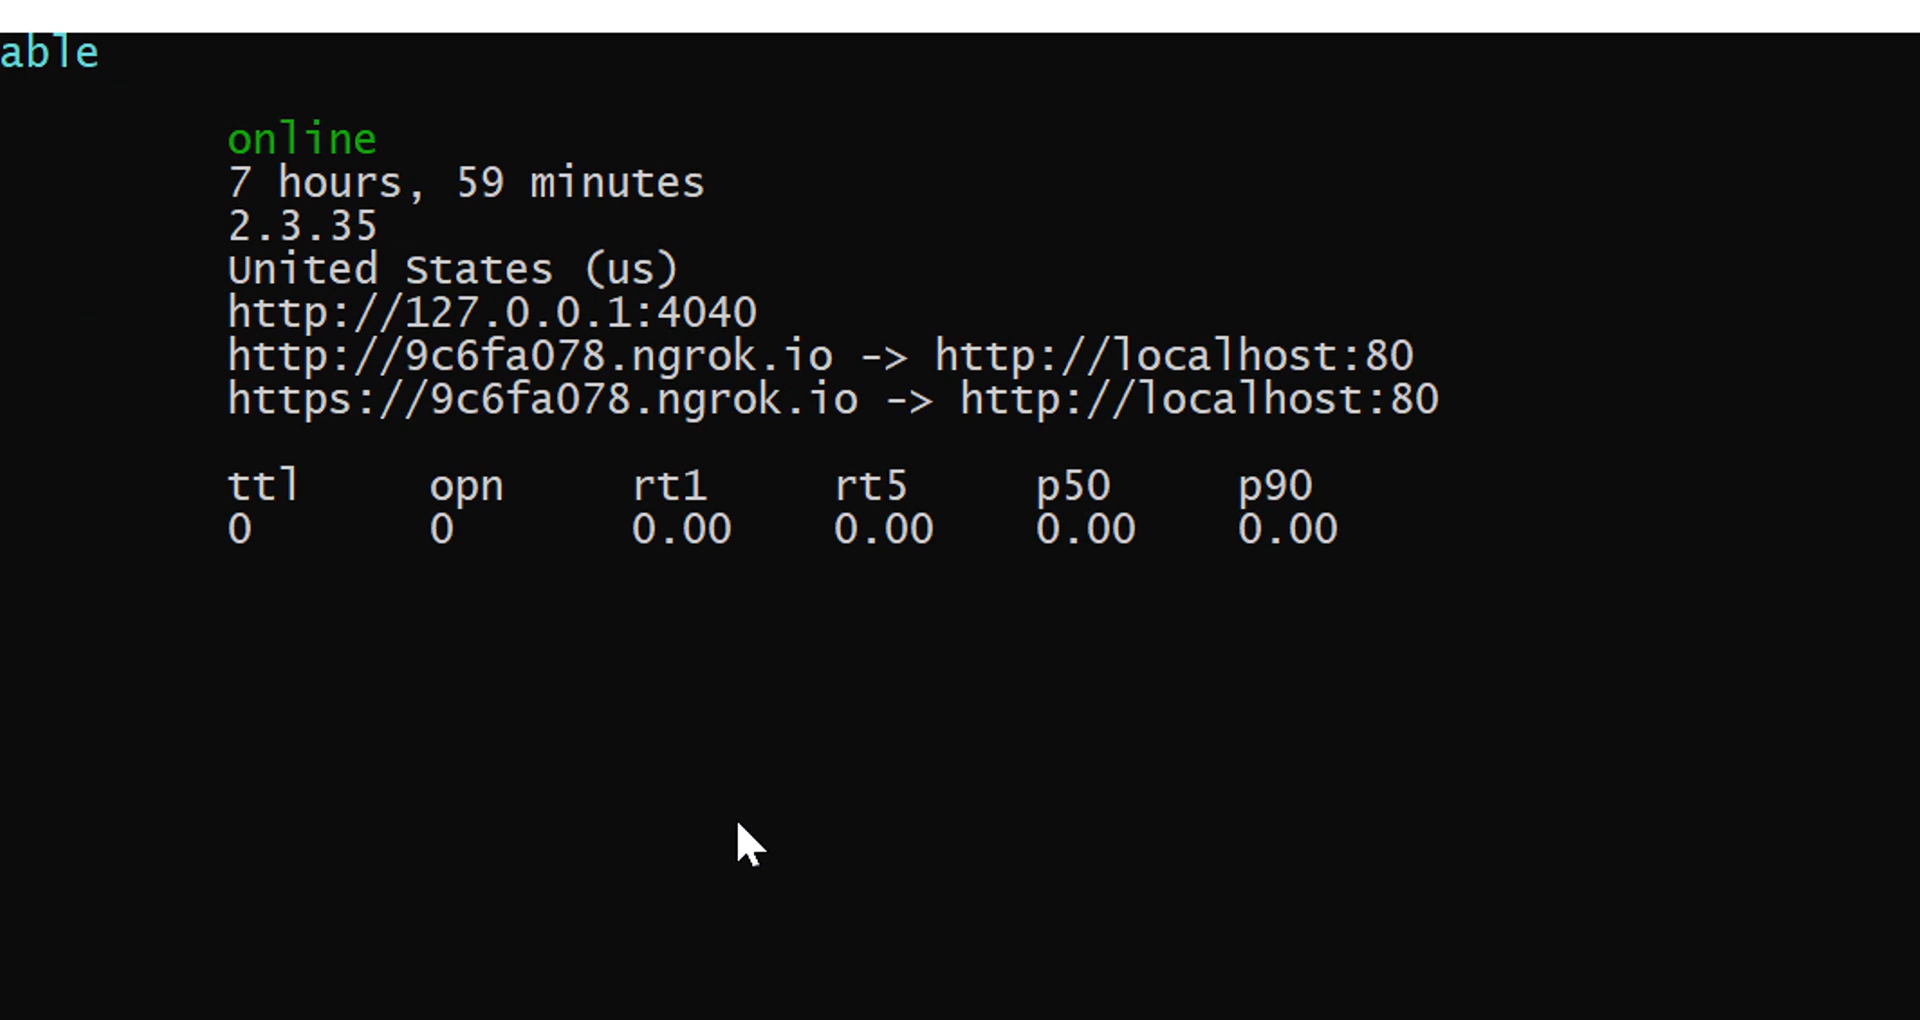 able
online
7 hours, 59 minutes
2.3.35
United States (us)
http://127.0.0.1:4040
http://9c6fa078.ngrok.io -> http://localhost:80
https://9c6fa078.ngrok.io -> http://localhost:80
ttl opn rt1 rt5 p50 p90
0 0 0.00 0.00 0.00 0.00